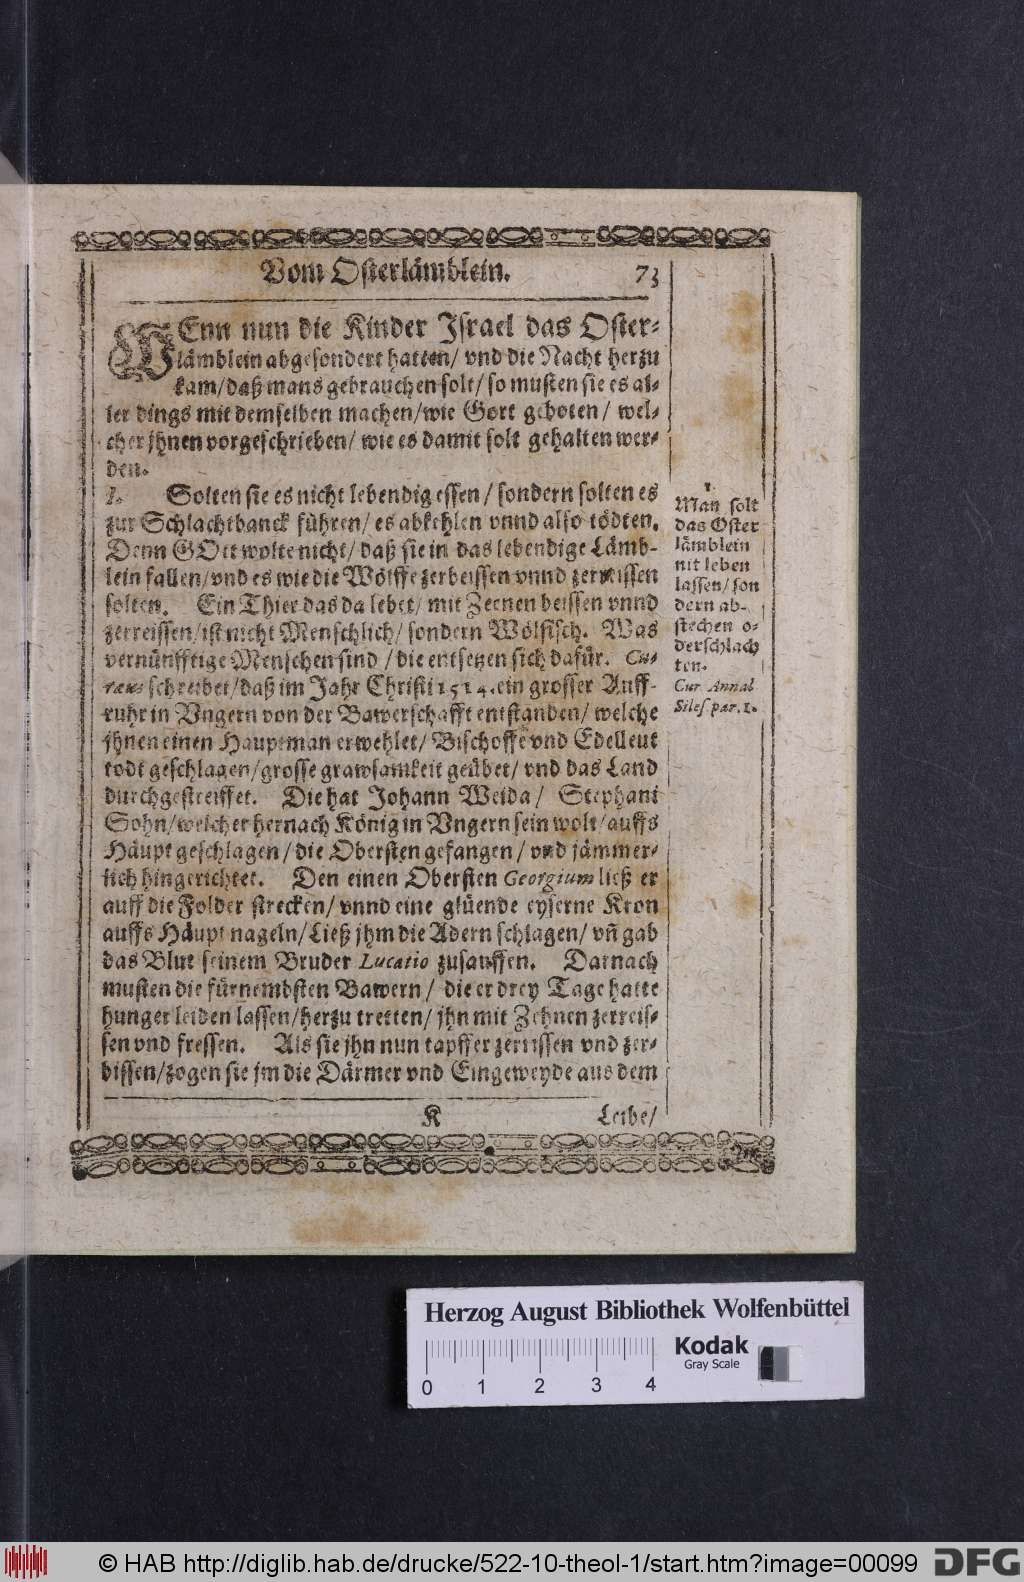 Vom Osterlämblein. 73
WEnn nun die Kinder Israel das Oster-
lämblein abgesondert hatten/ vnd die Nacht herzu
kam/daß mans gebrauchen solt/ so musten sie es al-
ler dings mit demselben machen/wie Gott geboten/ wel-
cher jhnen vorgeschrieben/ wie es damit solt gehalten wer-
den.
1. Solten sie es nicht lebendig essen/ sondern solten es
zur Schlachtbanck führen/ es abkehlen vnnd also tödten.
Denn GOtt wolte nicht/ daß sie in das lebendige Lämb-
lein fallen/vnd es wie die Wölffe zerbeissen vnnd zerreissen
solten. Ein Thier das da lebet/ mit Zeenen beissen vnnd
zerreissen/ist nicht Menschlich/ sondern Wölfisch. Was
vernünfftige Menschen sind/die entsetzen sich dafür. Cu-
ræus schreibet/daß im Jahr Christi 1514. ein grosser Auff-
ruhr in Vngern von der Bawerschafft entstanden/ welche
jhnen einen Hauptman erwehlet/ Bischoffe vnd Edelleut
todt geschlagen/grosse grawsamkeit geübet/ vnd das Land
durchgestreiffet. Die hat Johann Weida/ Stephani
Sohn/welcher hernach König in Vngern sein wolt/auffs
Häupt geschlagen/die Obersten gefangen/ vnd jämmer-
lich hingerichtet. Den einen Obersten Georgium ließ er
auff die Folder strecken/ vnnd eine glüende eyserne Kron
auffs Häupt nageln/Ließ jhm die Adern schlagen/ vñ gab
das Blut seinem Bruder Lucatio zusauffen. Darnach
musten die fürnembsten Bawern/ die er drey Tage hatte
hunger leiden lassen/herzu tretten/ jhn mit Zehnen zerreis-
sen vnd fressen. Als sie jhn nun tapffer zerrissen vnd zer-
bissen/zogen sie jm die Därmer vnd Eingeweyde aus dem
K Leibe/
1.
Man solt
das Oster
lämblein
nit leben
lassen/ son
dern ab-
stechen o-
der schlach
ten.
Cur. Annal
Siles par. 1.
Herzog August Bibliothek Wolfenbüttel
Kodak
Gray Scale
0 1 2 3 4
© HAB http://diglib.hab.de/drucke/522-10-theol-1/start.htm?image=00099
DFG